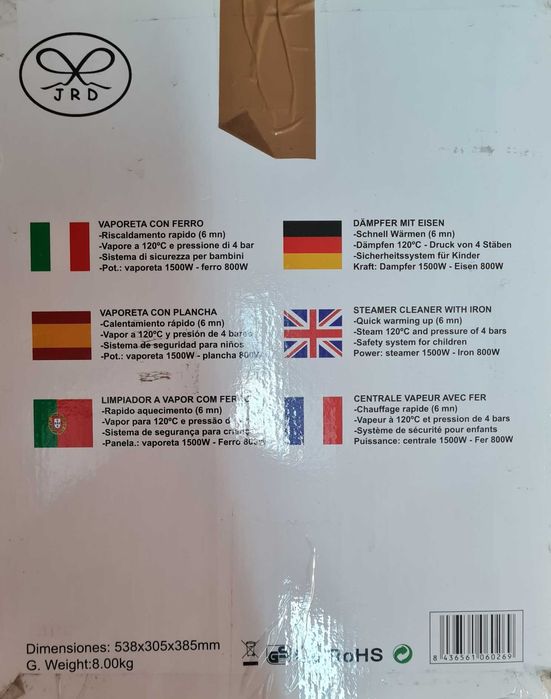 JRD
VAPORETA CON FERRO
-Riscaldamento rapido (6 mn)
-Vapore a 120ºC e pressione di 4 bar
-Sistema di sicurezza per bambini
-Pot.: vaporeta 1500W - ferro 800W
DÄMPFER MIT EISEN
-Schnell Wärmen (6 mn)
-Dämpfen 120ºC - Druck von 4 Stäben
-Sicherheitssystem für Kinder
Kraft: Dampfer 1500W - Eisen 800W
VAPORETA CON PLANCHA
-Calentamiento rápido (6 mn)
-Vapor a 120ºC y presión de 4 bares
-Sistema de seguridad para niños
-Pot.: vaporeta 1500W - plancha 800W
STEAMER CLEANER WITH IRON
-Quick warming up (6 mn)
-Steam 120ºC and pressure of 4 bars
-Safety system for children
Power: steamer 1500W - Iron 800W
LIMPIADOR A VAPOR COM
-Rapido aquecimento (6 mn)
-Vapor para 120ºC e pressão
-Sistema de segurança para
-Panela.: vaporeta 1500W - Ferro
CENTRALE VAPEUR AVEC FER
-Chauffage rapide (6 mn)
-Vapeur à 120ºC et pression de 4 bars
-Système de sécurité pour enfants
Puissance: centrale 1500W - Fer 800W
Dimensiones: 538x305x385mm
G. Weight:8.00kg
GS RoHS
8 436561 060269